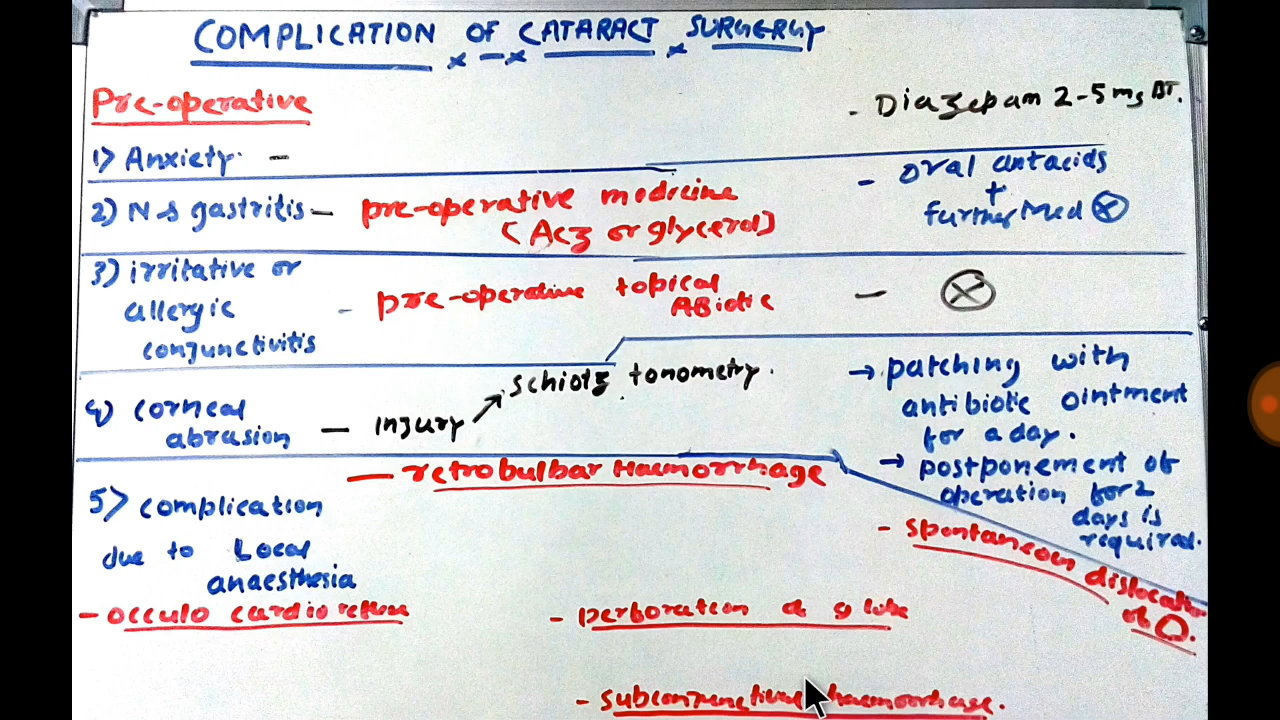 COMPLICATION OF CATARACT SURGERGY
x - x x
Pre-operative
- Diazepam 2-5 mg BT.
1) Anxiety. -
2) N & gastritis - pre-operative medicine
(Acz or glycerol)
- oral antacids
+
further Med ⓧ
3) irritative or
allergic
conjunctivitis
- pre-operative topical
ABiotic
- ⓧ
4) corneal
abrasion - injury ↗ schiotz tonometry.
→ patching with
antibiotic ointment
for a day.
→ postponement of
operation for 2
days is
required.
5) complication
due to Local
anaesthesia
- retrobulbar Haemorrhage
- occulo cardio reflex
- perforation of globe
- subconjunctival haemorrhage.
- spontaneous dislocation
of O.